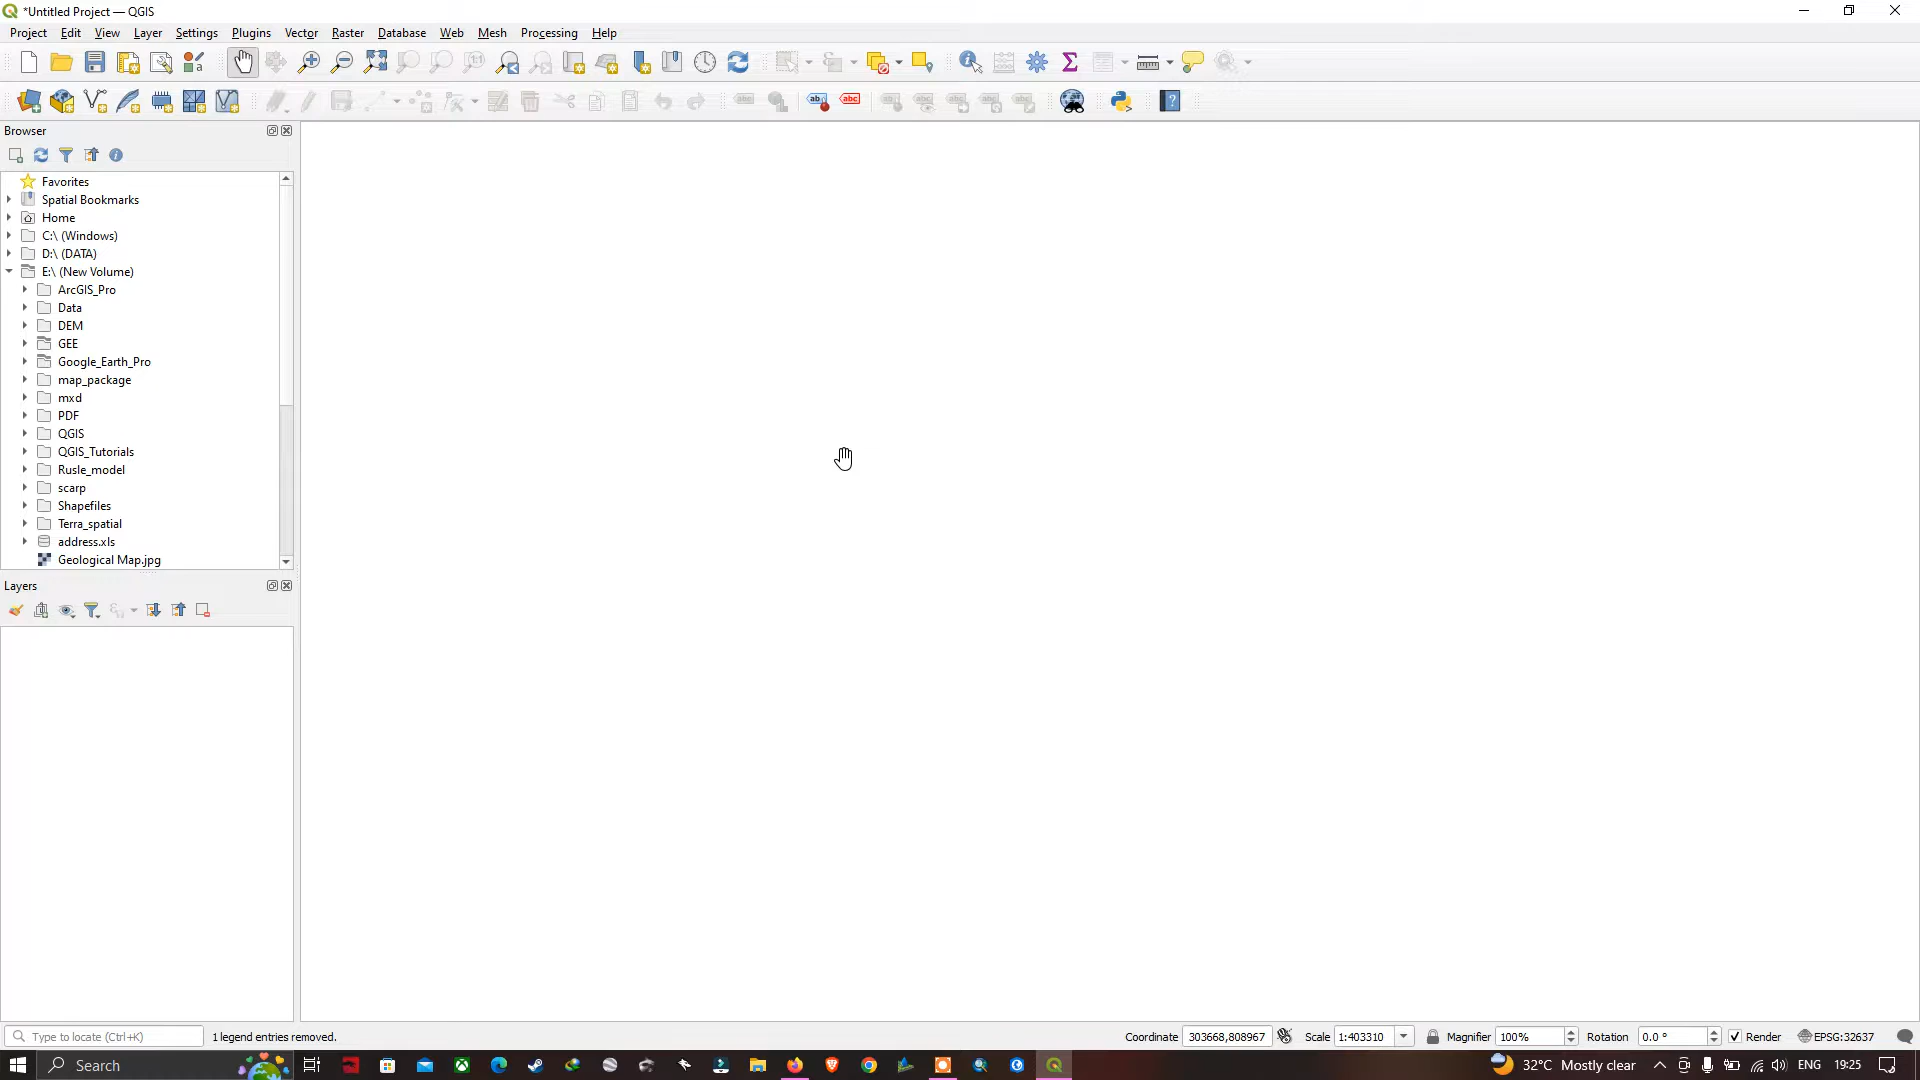 *Untitled Project — QGIS
Project Edit View Layer Settings Plugins Vector Raster Database Web Mesh Processing Help
Browser
Favorites
Spatial Bookmarks
Home
C:\ (Windows)
D:\ (DATA)
E:\ (New Volume)
ArcGIS_Pro
Data
DEM
GEE
Google_Earth_Pro
map_package
mxd
PDF
QGIS
QGIS_Tutorials
Rusle_model
scarp
Shapefiles
Terra_spatial
address.xls
Geological Map.jpg
Layers
Type to locate (Ctrl+K) 1 legend entries removed. Coordinate 303668,808967 Scale 1:403310 Magnifier 100% Rotation 0.0 ° Render EPSG:32637
Search 32°C Mostly clear ENG 19:25